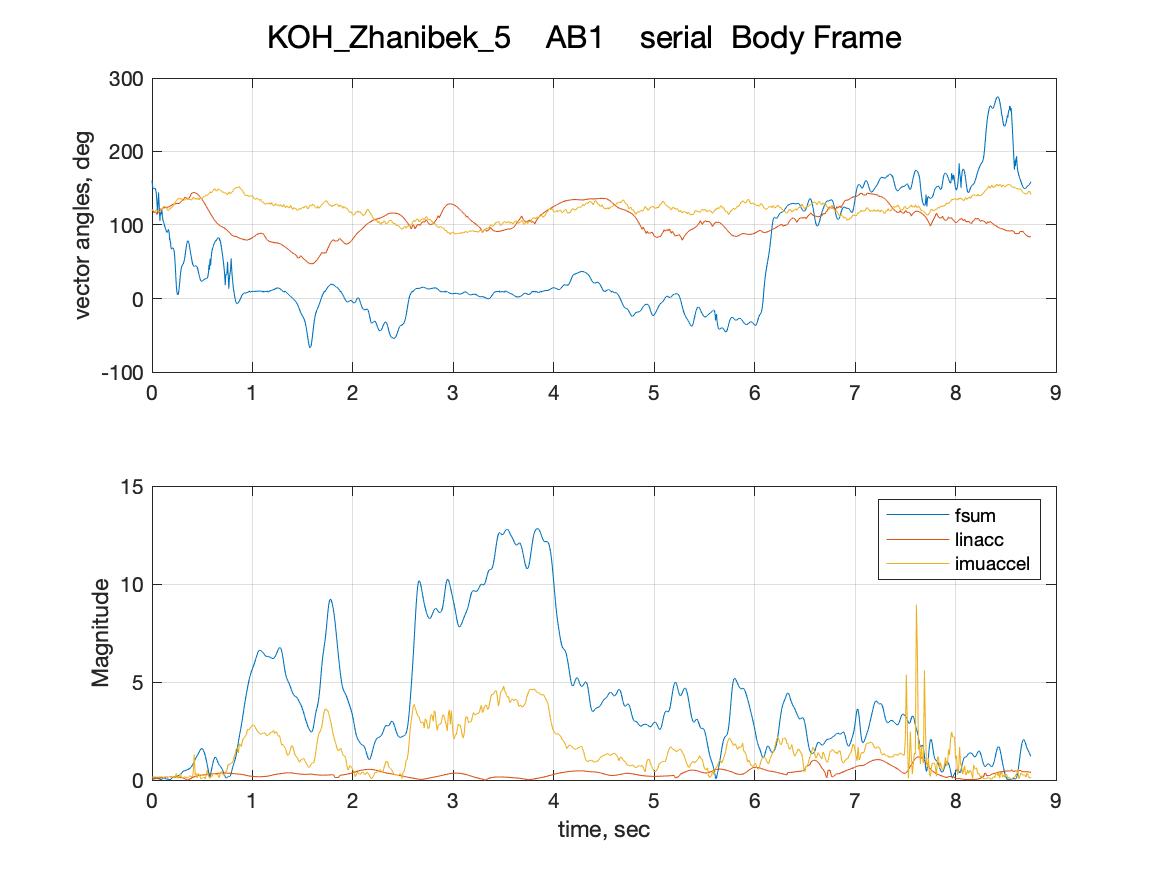 KOH_Zhanibek_5 AB1 serial Body Frame
300
200
100
0
-100
vector angles, deg
0 1 2 3 4 5 6 7 8 9
15
10
5
0
Magnitude
fsum
linacc
imuaccel
0 1 2 3 4 5 6 7 8 9
time, sec